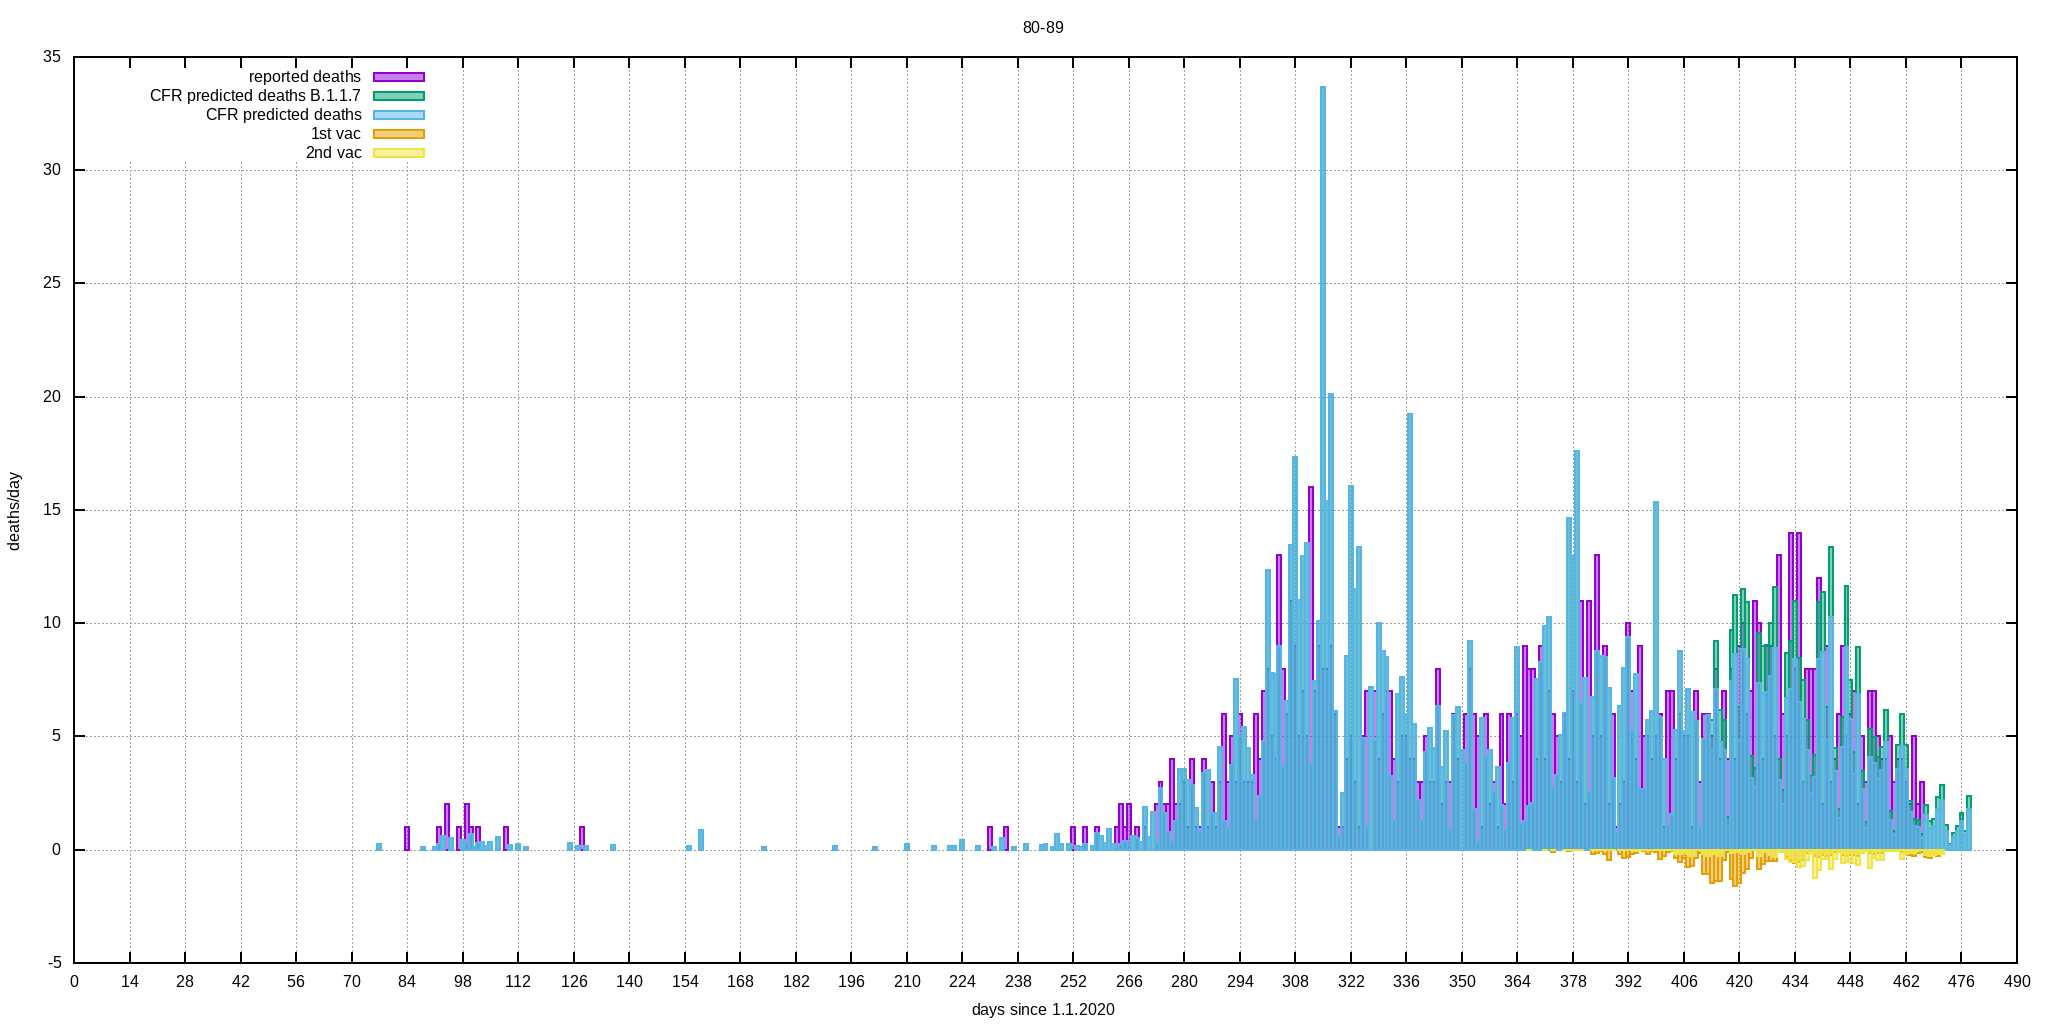 80-89
35
reported deaths
CFR predicted deaths B.1.1.7
CFR predicted deaths
1st vac
2nd vac
30
25
20
15
10
5
0
-5
deaths/day
0 14 28 42 56 70 84 98 112 126 140 154 168 182 196 210 224 238 252 266 280 294 308 322 336 350 364 378 392 406 420 434 448 462 476 490
days since 1.1.2020